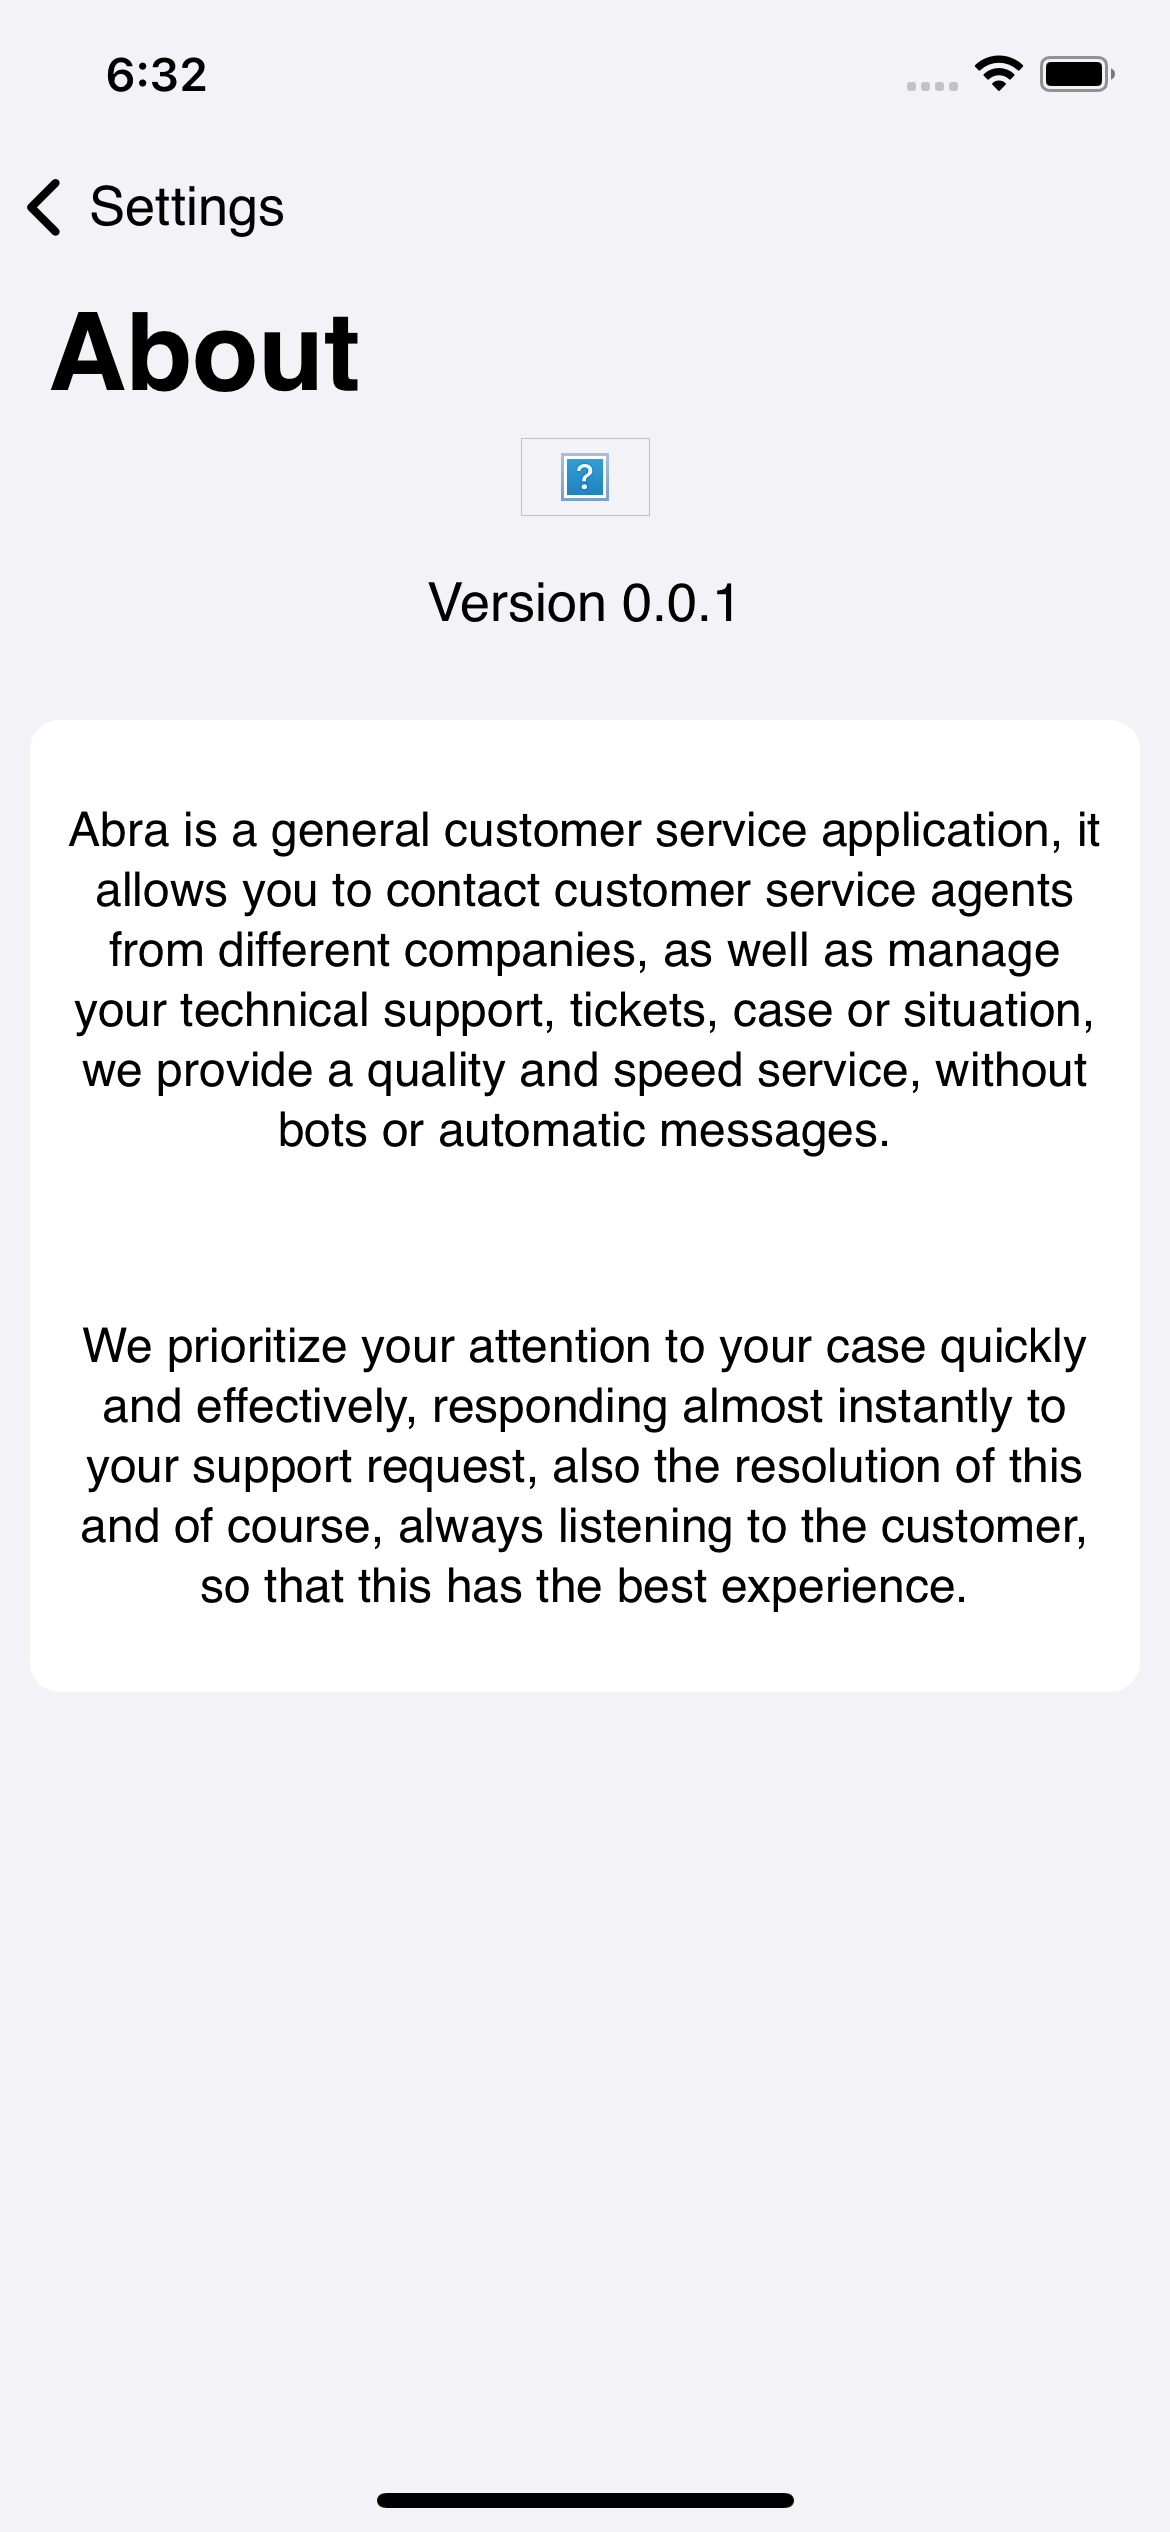 6:32
Settings
About
?
Version 0.0.1
Abra is a general customer service application, it
allows you to contact customer service agents
from different companies, as well as manage
your technical support, tickets, case or situation,
we provide a quality and speed service, without
bots or automatic messages.
We prioritize your attention to your case quickly
and effectively, responding almost instantly to
your support request, also the resolution of this
and of course, always listening to the customer,
so that this has the best experience.